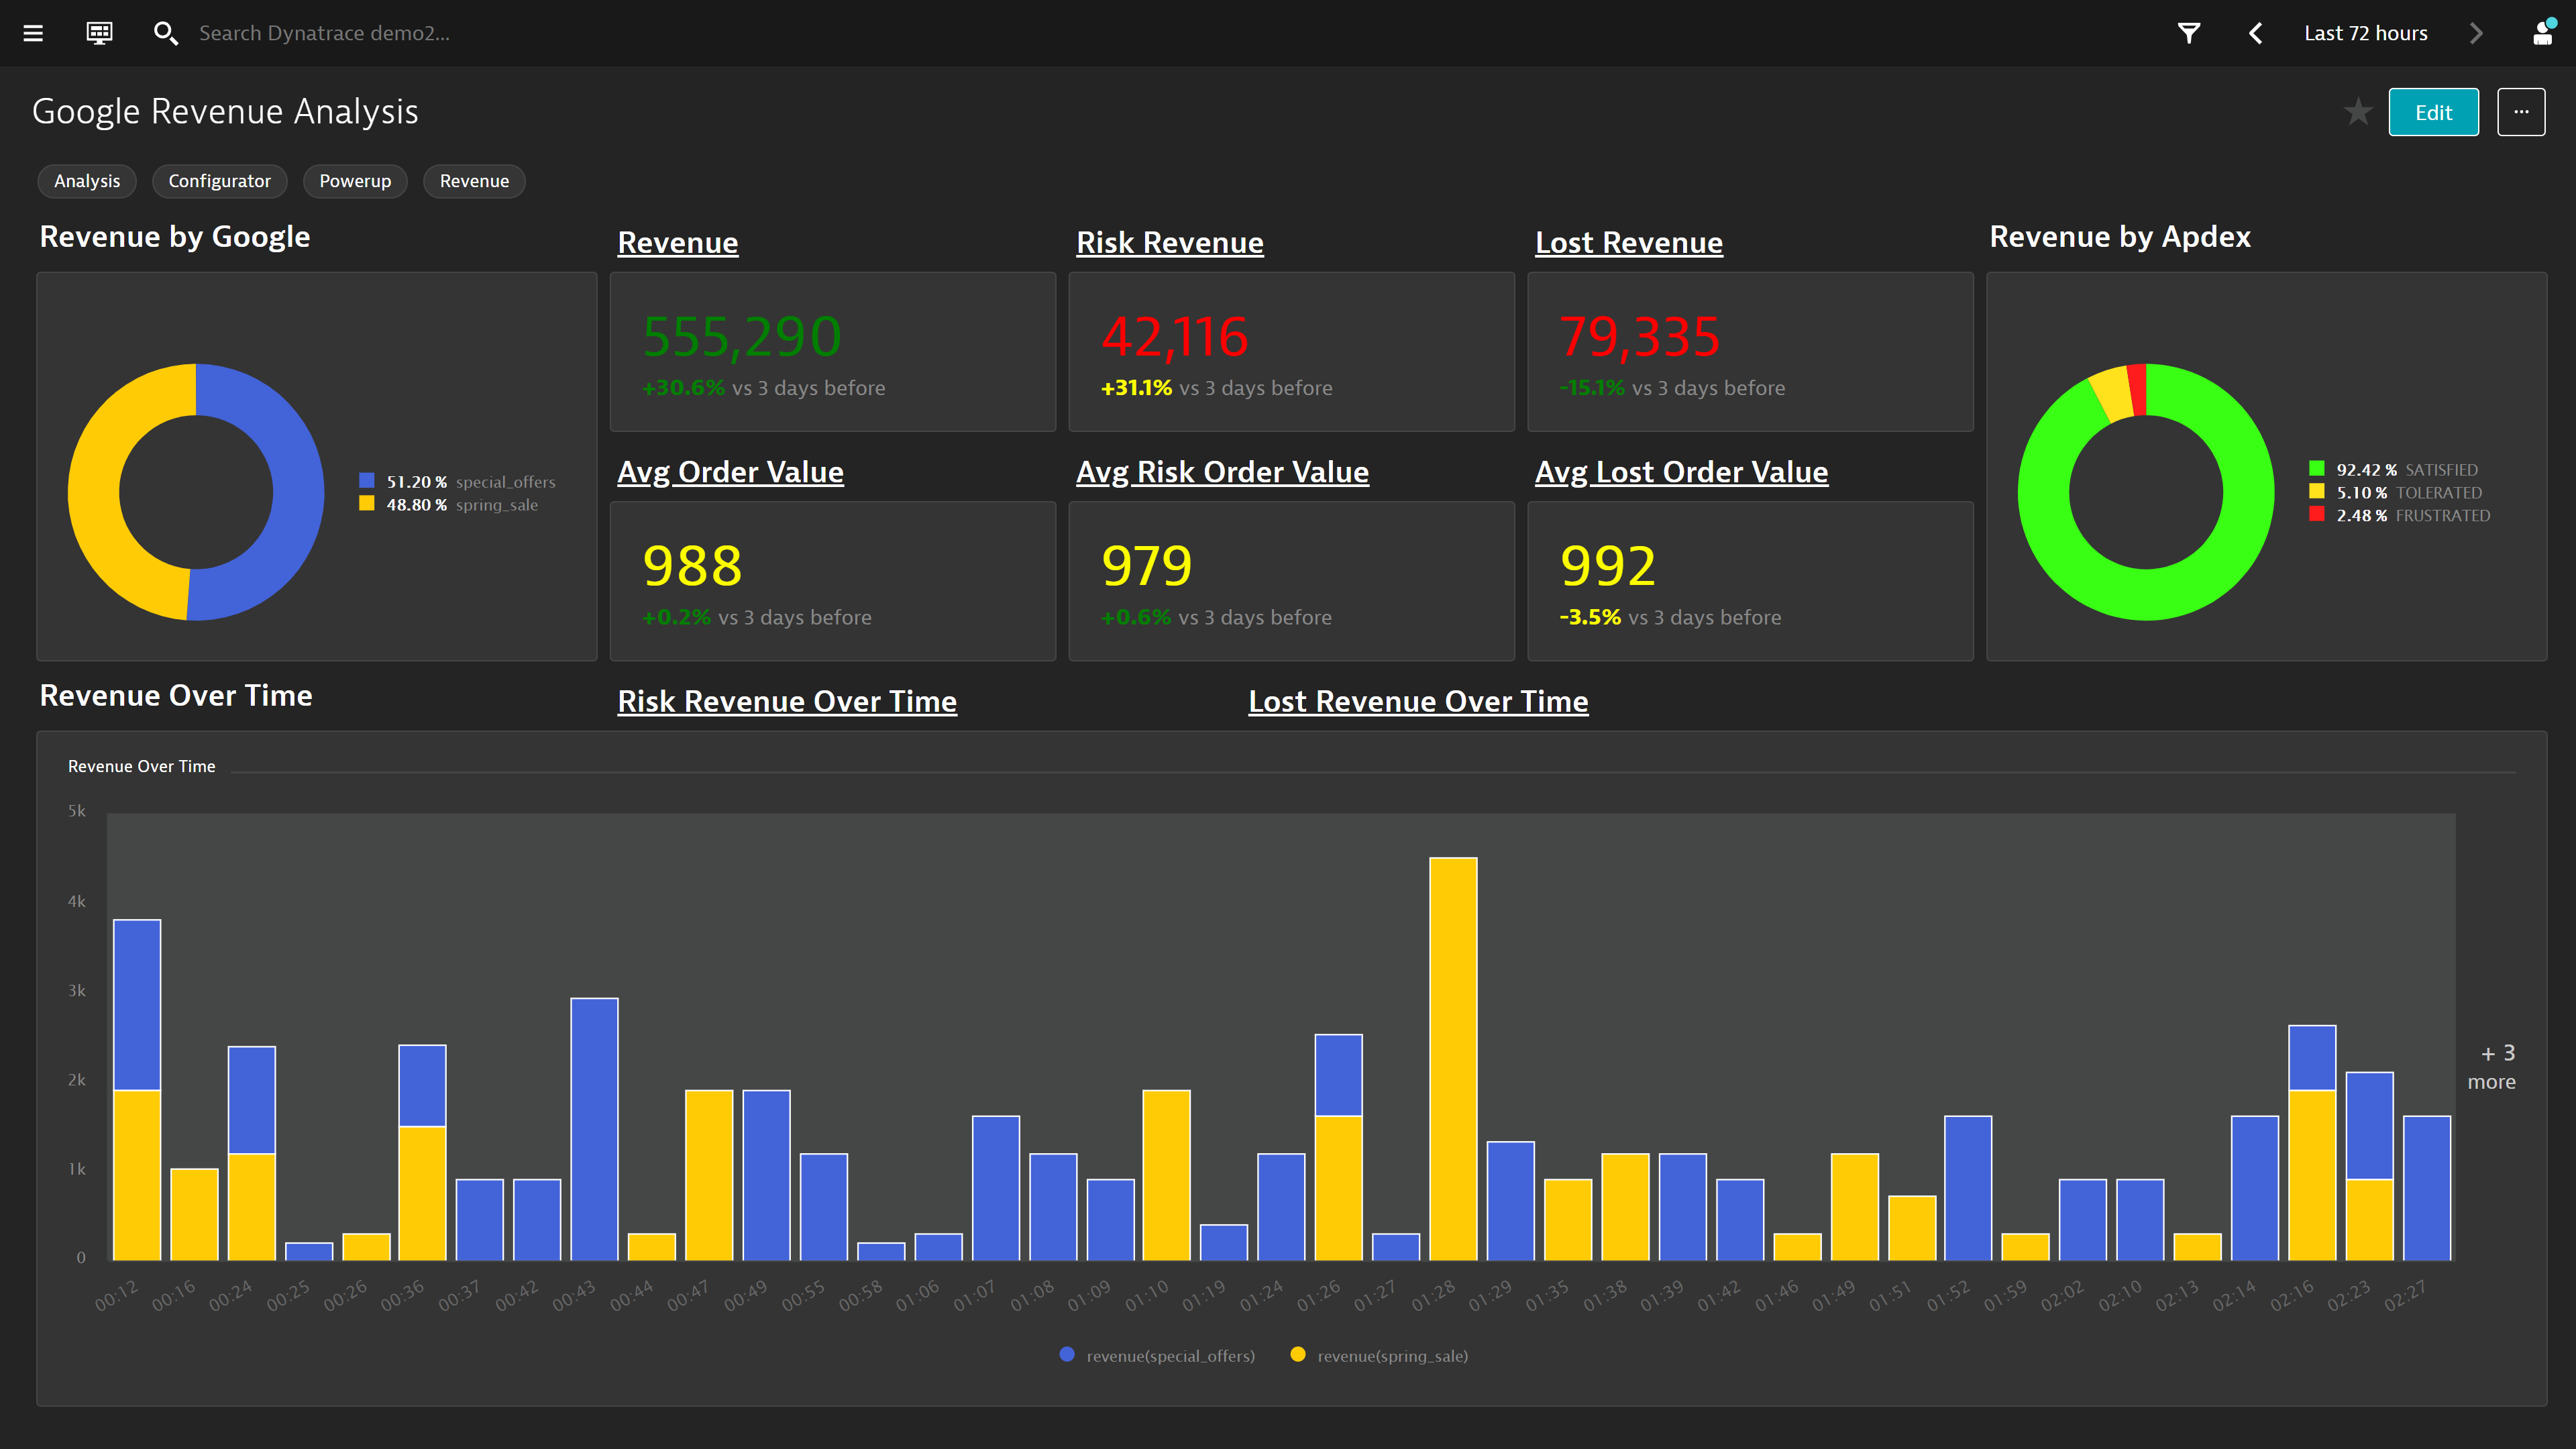 Search Dynatrace demo2...
Last 72 hours
Google Revenue Analysis
Edit
...
Analysis
Configurator
Powerup
Revenue
Revenue by Google
51.20 % special_offers
48.80 % spring_sale
Revenue
555,290
+30.6% vs 3 days before
Risk Revenue
42,116
+31.1% vs 3 days before
Lost Revenue
79,335
-15.1% vs 3 days before
Avg Order Value
988
+0.2% vs 3 days before
Avg Risk Order Value
979
+0.6% vs 3 days before
Avg Lost Order Value
992
-3.5% vs 3 days before
Revenue by Apdex
92.42 % SATISFIED
5.10 % TOLERATED
2.48 % FRUSTRATED
Revenue Over Time
Risk Revenue Over Time
Lost Revenue Over Time
Revenue Over Time
5k
4k
3k
2k
1k
0
00:12 00:16 00:24 00:25 00:26 00:36 00:37 00:42 00:43 00:44 00:47 00:49 00:55 00:58 01:06 01:07 01:08 01:09 01:10 01:19 01:24 01:26 01:27 01:28 01:29 01:35 01:38 01:39 01:42 01:46 01:49 01:51 01:52 01:59 02:02 02:10 02:13 02:14 02:16 02:23 02:27
+ 3
more
revenue(special_offers)
revenue(spring_sale)